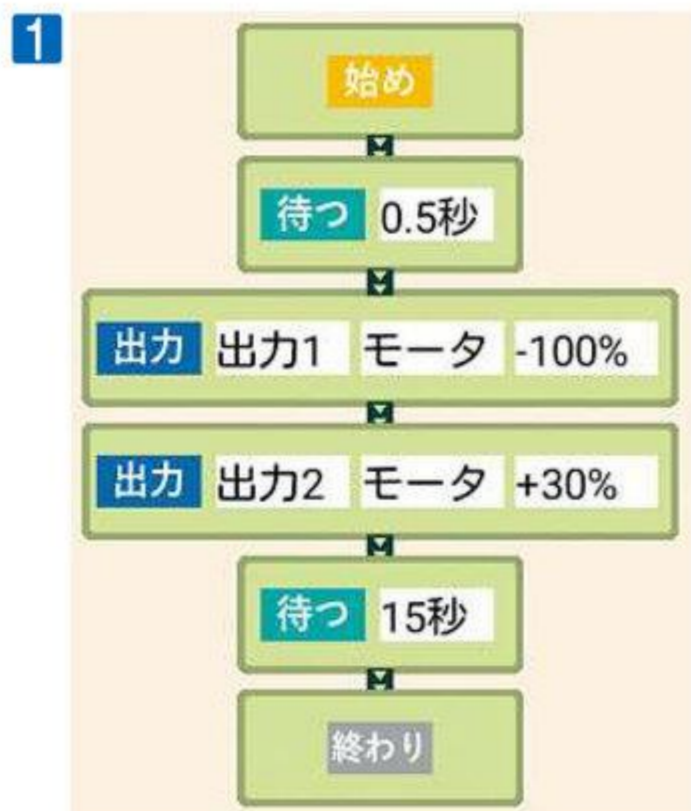 1
始め
待つ 0.5秒
出力 出力1 モータ -100%
出力 出力2 モータ +30%
待つ 15秒
終わり